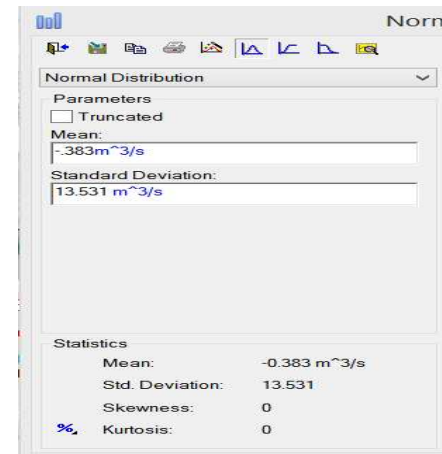 Norn
Normal Distribution
Parameters
Truncated
Mean:
-.383m^3/s
Standard Deviation:
13.531 m^3/s
Statistics
Mean: -0.383 m^3/s
Std. Deviation: 13.531
Skewness: 0
%, Kurtosis: 0